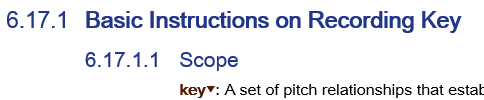 6.17.1 Basic Instructions on Recording Key
6.17.1.1 Scope
key▼: A set of pitch relationships that